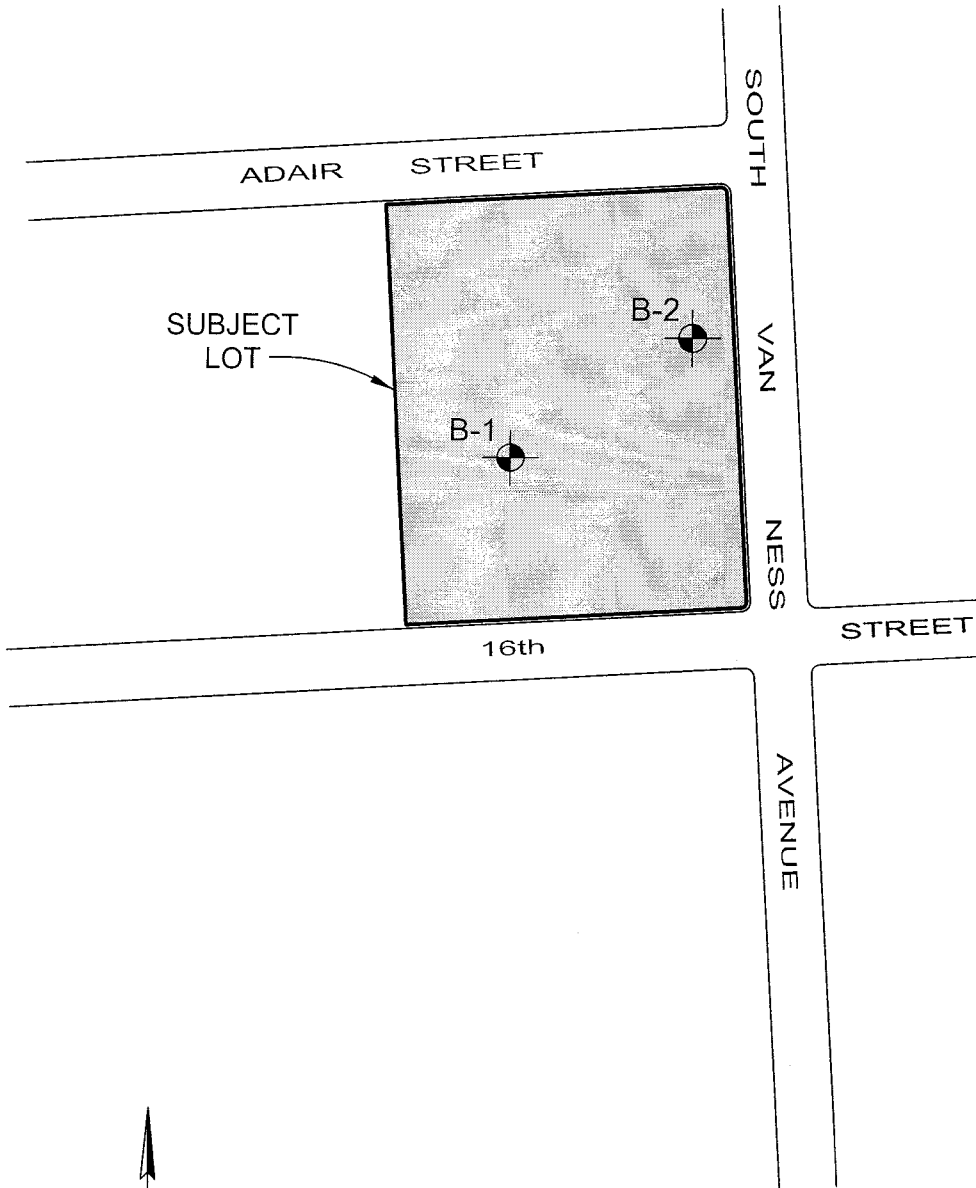 SOUTH
ADAIR STREET
B-2
SUBJECT
LOT
VAN
B-1
NESS
16th
STREET
AVENUE